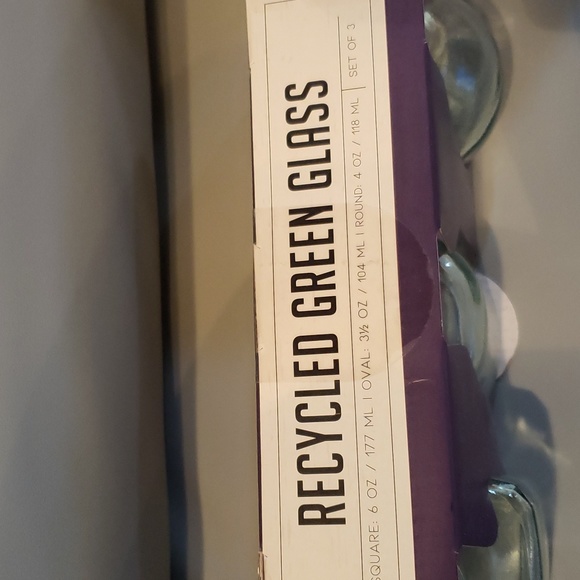 RECYCLED GREEN GLASS
SQUARE: 6 OZ / 177 ML | OVAL: 3½ OZ / 104 ML | ROUND: 4 OZ / 118 ML | SET OF 3